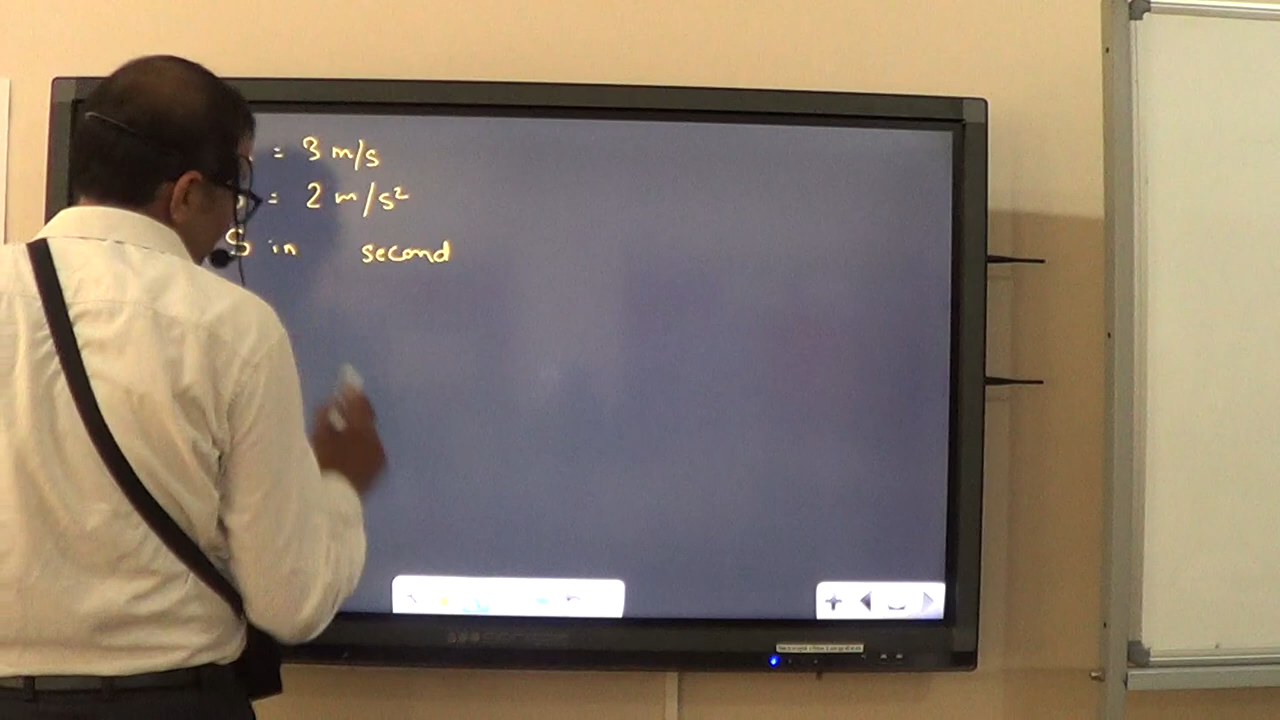 = 3 m/s
= 2 m/s²
S in second